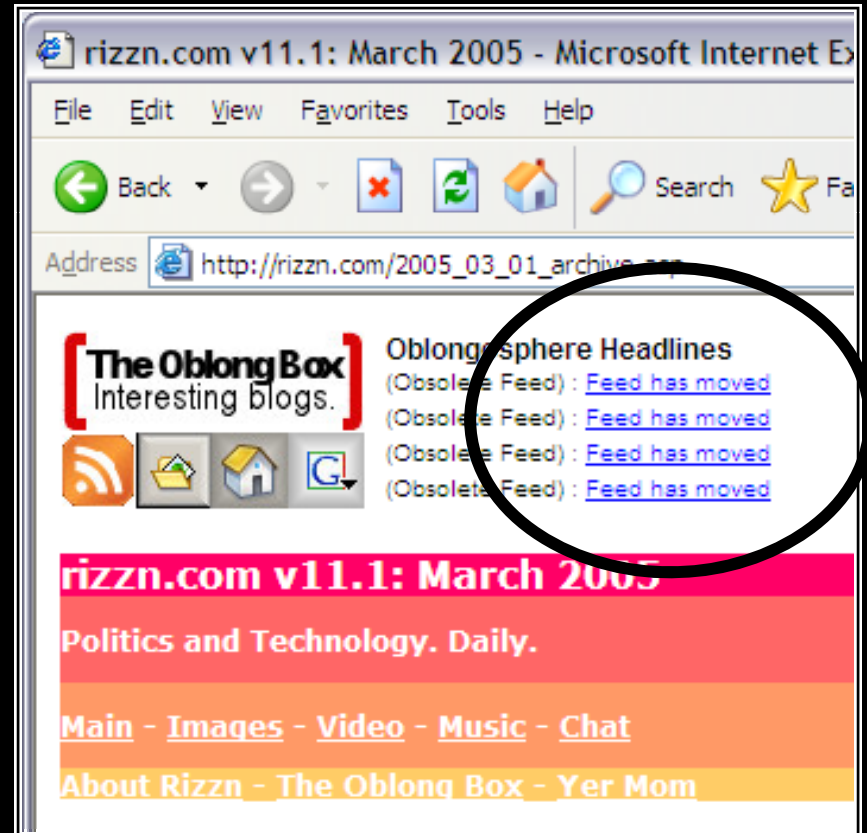 rizzn.com v11.1: March 2005 - Microsoft Internet Ex
File Edit View Favorites Tools Help
Back Search Fa
Address http://rizzn.com/2005_03_01_archive.asp
The Oblong Box
Interesting blogs.
Oblongosphere Headlines
(Obsolete Feed) : Feed has moved
(Obsolete Feed) : Feed has moved
(Obsolete Feed) : Feed has moved
(Obsolete Feed) : Feed has moved
G
rizzn.com v11.1: March 2005
Politics and Technology. Daily.
Main - Images - Video - Music - Chat
About Rizzn - The Oblong Box - Yer Mom